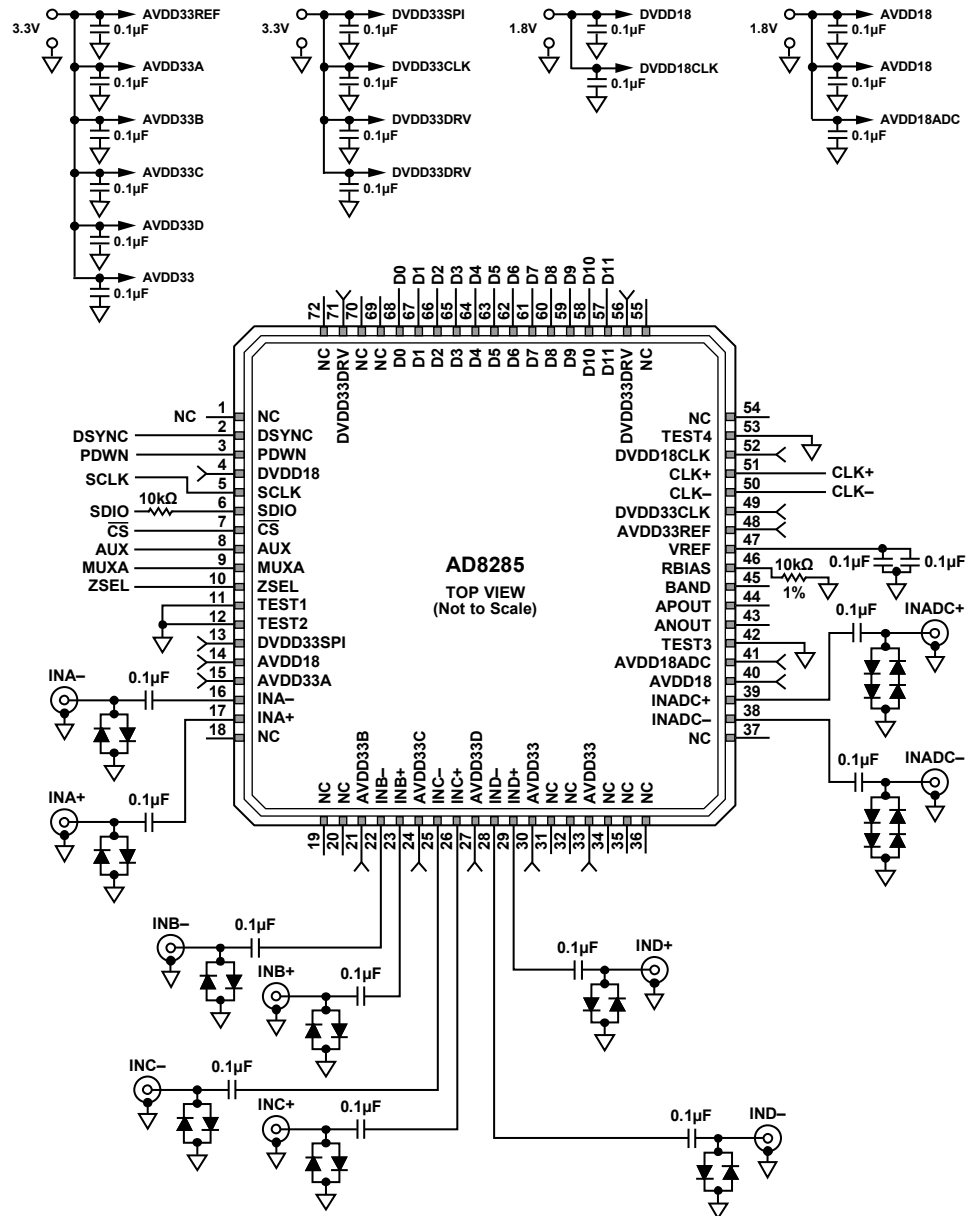 3.3V
AVDD33REF
0.1µF
AVDD33A
0.1µF
AVDD33B
0.1µF
AVDD33C
0.1µF
AVDD33D
0.1µF
AVDD33
0.1µF
3.3V
DVDD33SPI
0.1µF
DVDD33CLK
0.1µF
DVDD33DRV
0.1µF
DVDD33DRV
0.1µF
1.8V
DVDD18
0.1µF
DVDD18CLK
0.1µF
1.8V
AVDD18
0.1µF
AVDD18
0.1µF
AVDD18ADC
0.1µF
D0 D1 D2 D3 D4 D5 D6 D7 D8 D9 D10 D11
72 71 70 69 68 67 66 65 64 63 62 61 60 59 58 57 56 55
NC DVDD33DRV NC NC D0 D1 D2 D3 D4 D5 D6 D7 D8 D9 D10 D11 DVDD33DRV NC
NC 1 NC
DSYNC 2 DSYNC
PDWN 3 PDWN
4 DVDD18
SCLK 5 SCLK
SDIO 10kΩ 6 SDIO
CS 7 CS
AUX 8 AUX
MUXA 9 MUXA
ZSEL 10 ZSEL
11 TEST1
12 TEST2
13 DVDD33SPI
14 AVDD18
15 AVDD33A
16 INA–
17 INA+
18 NC
AD8285
TOP VIEW
(Not to Scale)
NC 54
TEST4 53
DVDD18CLK 52
CLK+ 51 CLK+
CLK– 50 CLK–
DVDD33CLK 49
AVDD33REF 48
VREF 47 0.1µF 0.1µF
RBIAS 46 10kΩ 1%
BAND 45
APOUT 44
ANOUT 43
TEST3 42
AVDD18ADC 41
AVDD18 40
INADC+ 39
INADC– 38
NC 37
INA–
0.1µF
INA+
0.1µF
INADC+
0.1µF
INADC–
0.1µF
NC NC AVDD33B INB– INB+ AVDD33C INC– INC+ AVDD33D IND– IND+ AVDD33 NC NC AVDD33 NC NC NC
19 20 21 22 23 24 25 26 27 28 29 30 31 32 33 34 35 36
INB–
0.1µF
INB+
0.1µF
0.1µF
IND+
INC–
0.1µF
INC+
0.1µF
0.1µF
IND–